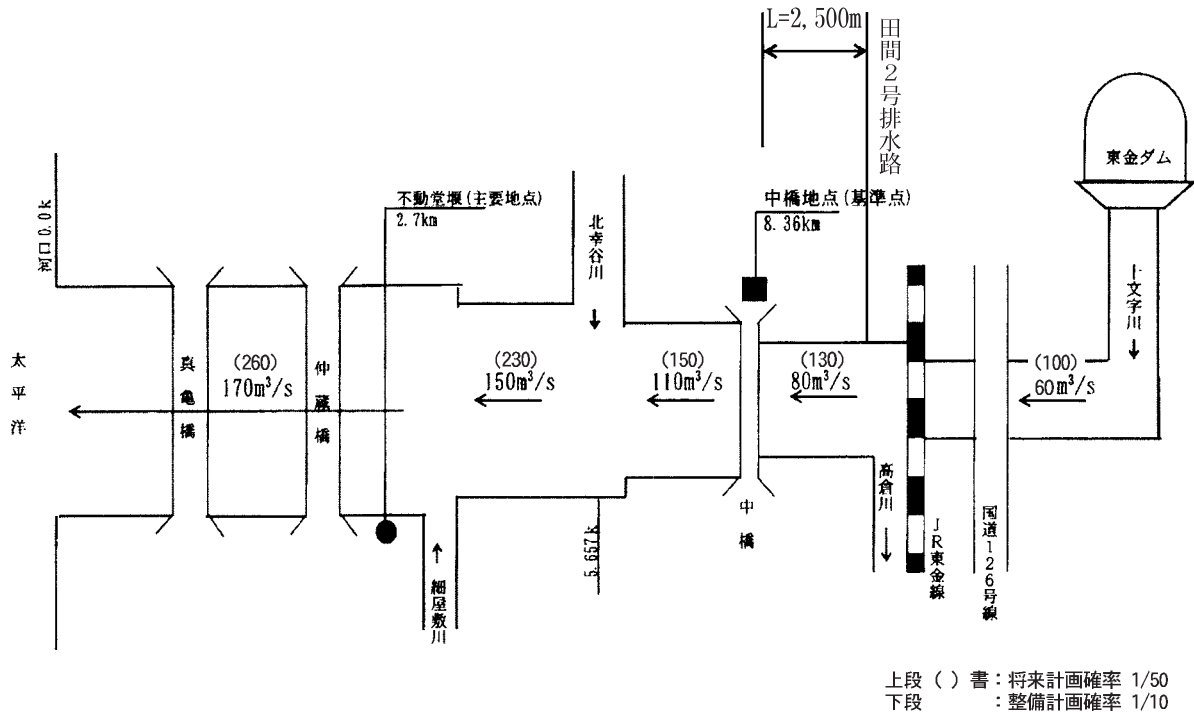 L=2,500m
田間2号排水路
東金ダム
河口0.0k
不動堂堰(主要地点)
2.7km
北幸谷川
中橋地点(基準点)
8.36km
十文字川
太平洋
真亀橋
(260)
170m³/s
仲蔵橋
(230)
150m³/s
(150)
110m³/s
(130)
80m³/s
(100)
60m³/s
細屋敷川
5.657k
中橋
高倉川
JR東金線
国道126号線
上段( )書:将来計画確率 1/50
下段 :整備計画確率 1/10